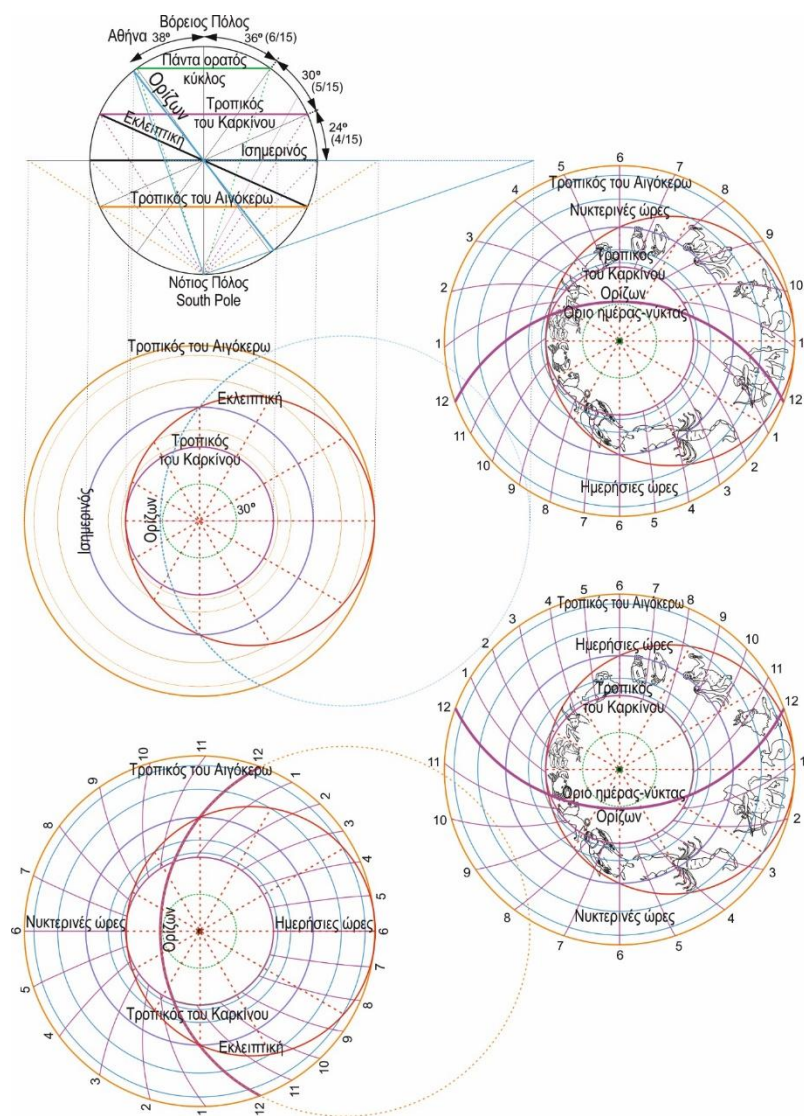 Βόρειος Πόλος
Αθήνα 38º 36º (6/15)
Πάντα ορατός
κύκλος
30º
(5/15)
Ορίζων
Τροπικός
του Καρκίνου
24º
(4/15)
Εκλειπτική
Ισημερινός
Τροπικός του Αιγόκερω
Νότιος Πόλος
South Pole
Τροπικός του Αιγόκερω
Εκλειπτική
Τροπικός
του Καρκίνου
Ισημερινός
Ορίζων
30º
11
10 12
9 1
8 2
7 3
6 4
5 5
4 6
3 7
2 8
1 9
12 10
11
12
Τροπικός του Αιγόκερω
Νυκτερινές ώρες
Ορίζων
Ημερήσιες ώρες
Τροπικός του Καρκίνου
Εκλειπτική
6
5 7
4 8
3 9
2 10
1 11
12 12
11 1
10 2
9 3
8 4
7 6 5
Τροπικός του Αιγόκερω
Νυκτερινές ώρες
Τροπικός
του Καρκίνου
Ορίζων
Όριο ημέρας-νύκτας
Ημερήσιες ώρες
6
5 7
4 8
3 9
2 10
1 11
12 12
11 1
10 2
9 3
8 4
7 6 5
Τροπικός του Αιγόκερω
Ημερήσιες ώρες
Τροπικός
του Καρκίνου
Όριο ημέρας-νύκτας
Ορίζων
Νυκτερινές ώρες